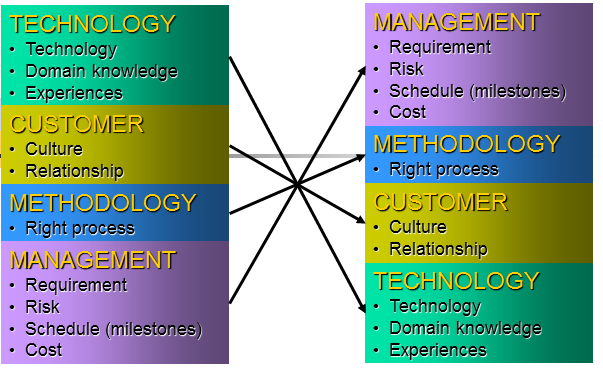 TECHNOLOGY
• Technology
• Domain knowledge
• Experiences
CUSTOMER
• Culture
• Relationship
METHODOLOGY
• Right process
MANAGEMENT
• Requirement
• Risk
• Schedule (milestones)
• Cost
MANAGEMENT
• Requirement
• Risk
• Schedule (milestones)
• Cost
METHODOLOGY
• Right process
CUSTOMER
• Culture
• Relationship
TECHNOLOGY
• Technology
• Domain knowledge
• Experiences